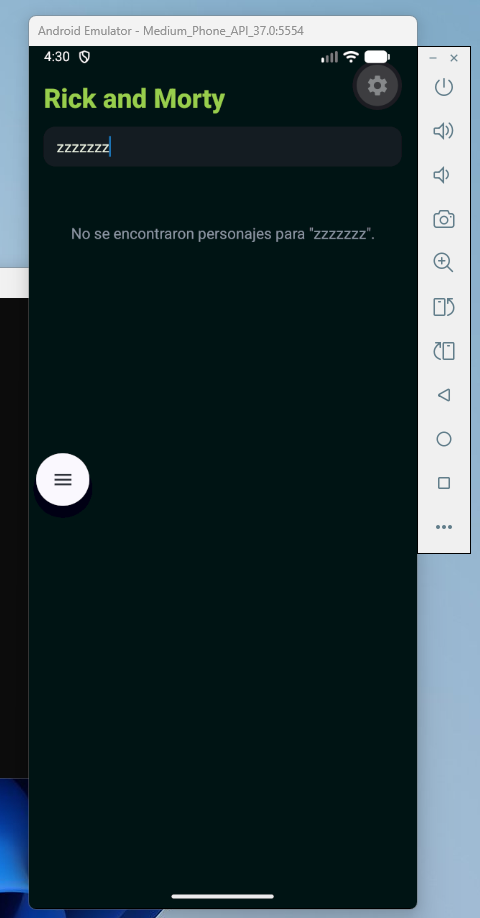 Android Emulator - Medium_Phone_API_37.0:5554
4:30
Rick and Morty
zzzzzzz
No se encontraron personajes para "zzzzzzz".